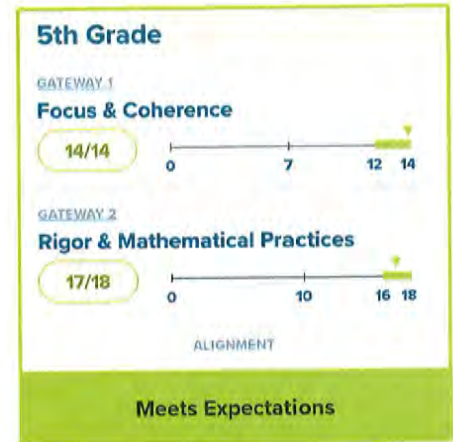 5th Grade
GATEWAY 1
Focus & Coherence
14/14
0 7 12 14
GATEWAY 2
Rigor & Mathematical Practices
17/18
0 10 16 18
ALIGNMENT
Meets Expectations